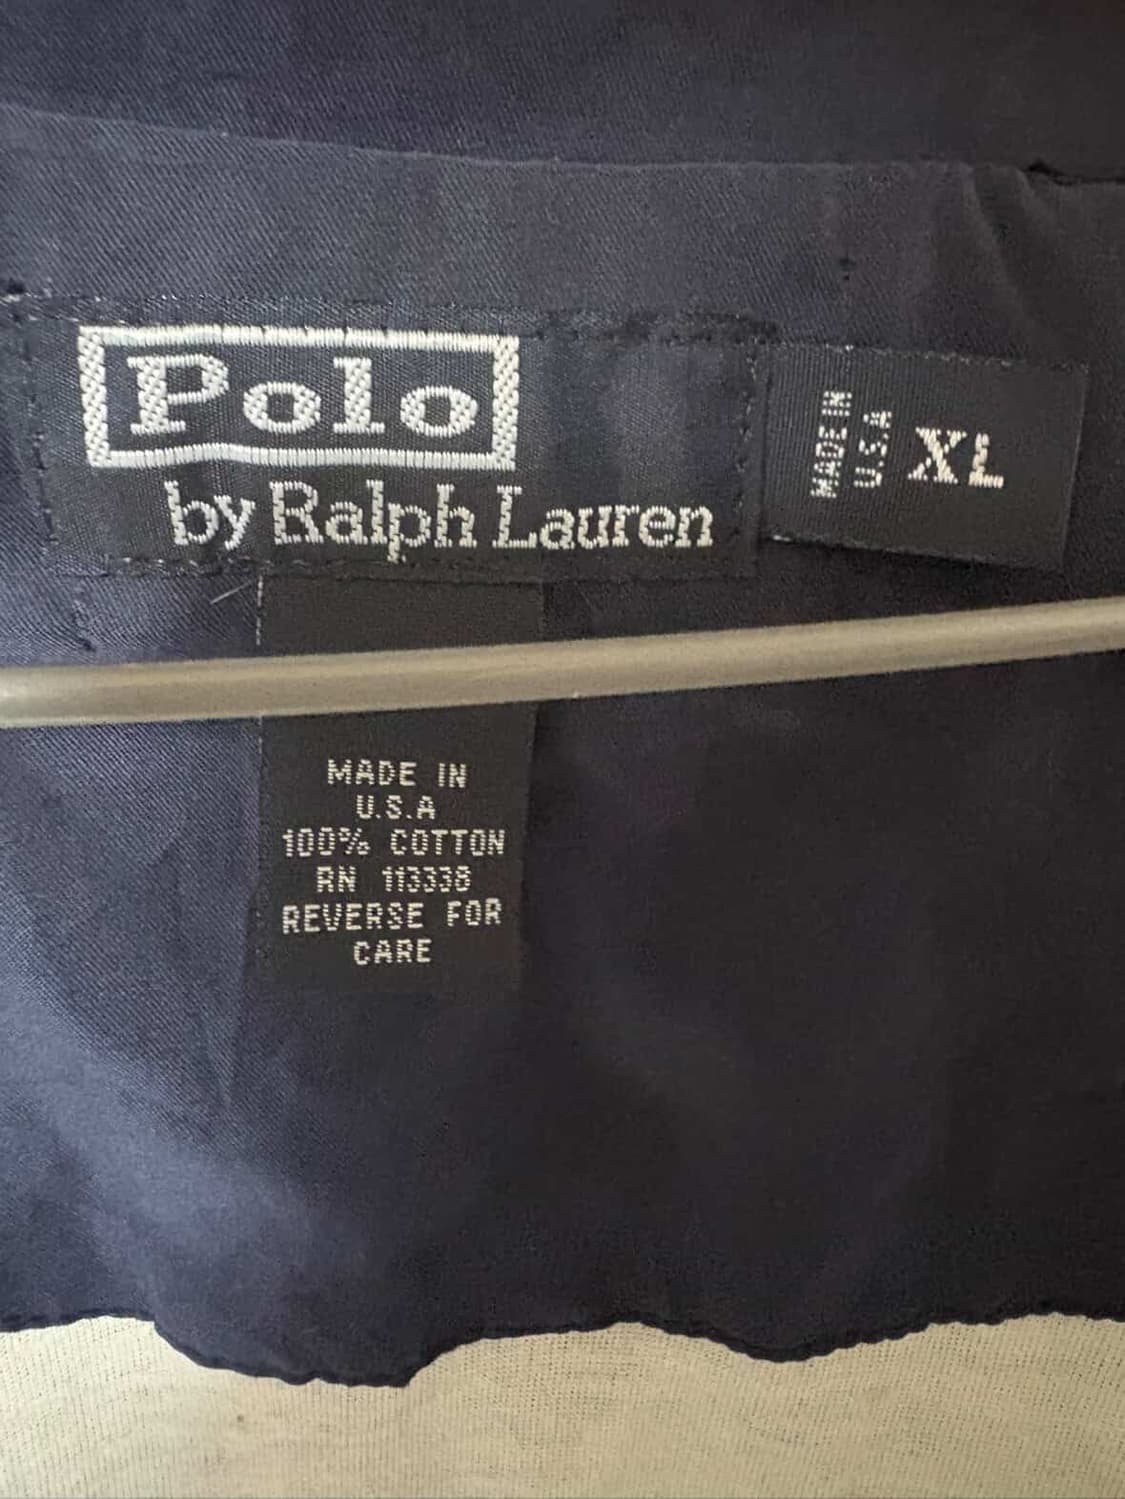 Polo
by Ralph Lauren
MADE IN
U.S.A
XL
MADE IN
U.S.A
100% COTTON
RN 113338
REVERSE FOR
CARE